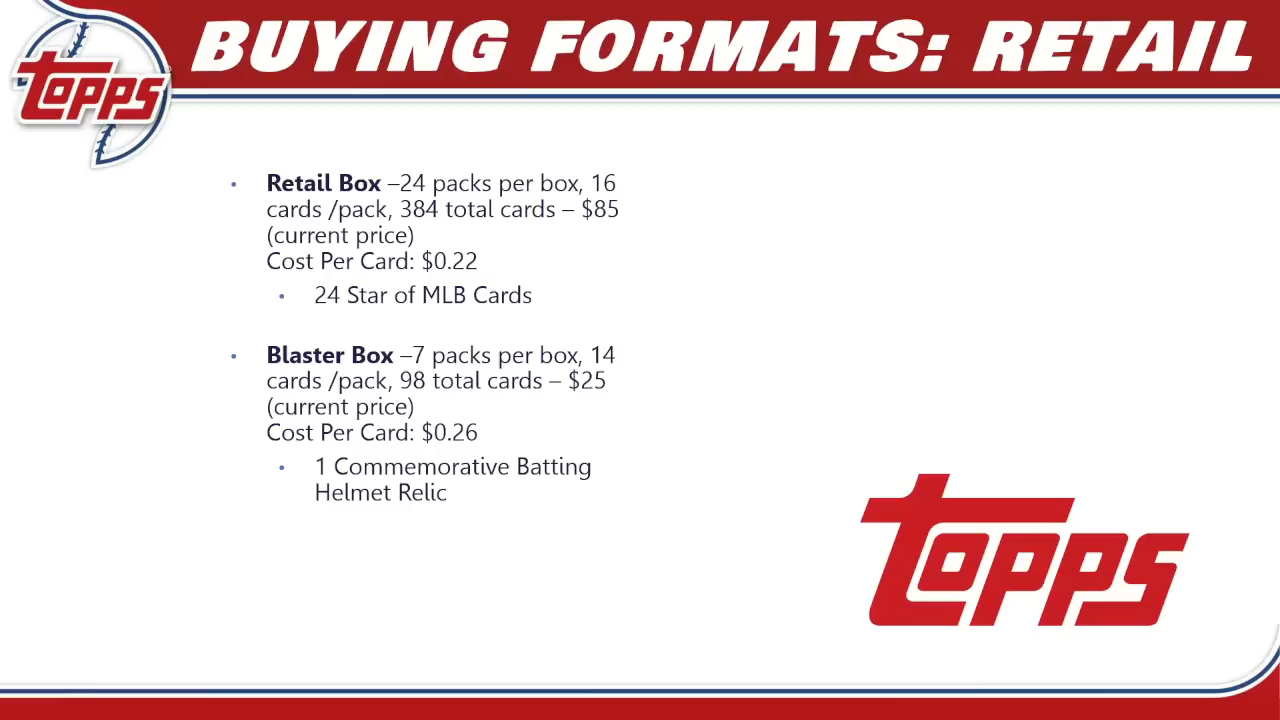 BUYING FORMATS: RETAIL
topps
• Retail Box –24 packs per box, 16
cards /pack, 384 total cards – $85
(current price)
Cost Per Card: $0.22
• 24 Star of MLB Cards
• Blaster Box –7 packs per box, 14
cards /pack, 98 total cards – $25
(current price)
Cost Per Card: $0.26
• 1 Commemorative Batting
Helmet Relic
topps